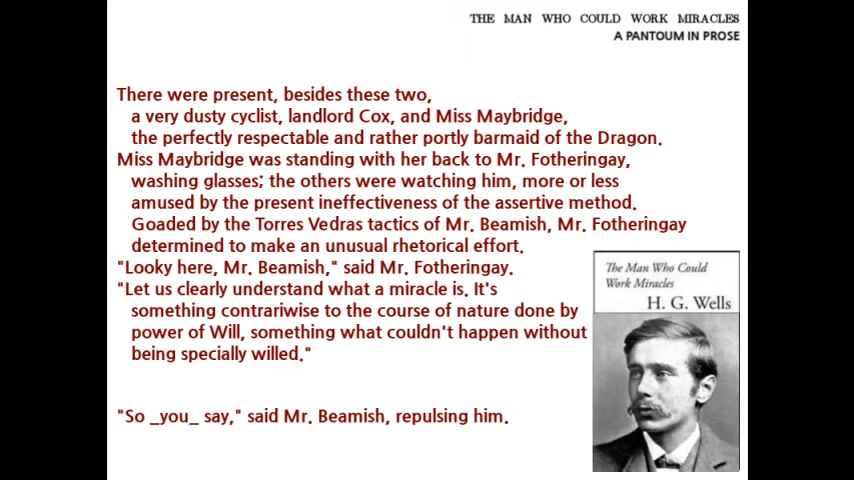 THE MAN WHO COULD WORK MIRACLES
A PANTOUM IN PROSE
There were present, besides these two,
a very dusty cyclist, landlord Cox, and Miss Maybridge,
the perfectly respectable and rather portly barmaid of the Dragon.
Miss Maybridge was standing with her back to Mr. Fotheringay,
washing glasses; the others were watching him, more or less
amused by the present ineffectiveness of the assertive method.
Goaded by the Torres Vedras tactics of Mr. Beamish, Mr. Fotheringay
determined to make an unusual rhetorical effort.
"Looky here, Mr. Beamish," said Mr. Fotheringay.
"Let us clearly understand what a miracle is. It's
something contrariwise to the course of nature done by
power of Will, something what couldn't happen without
being specially willed."
"So _you_ say," said Mr. Beamish, repulsing him.
The Man Who Could
Work Miracles
H. G. Wells